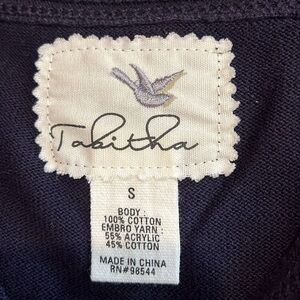 Tabitha
S
BODY :
100% COTTON
EMBRO YARN :
55% ACRYLIC
45% COTTON
MADE IN CHINA
RN#98544